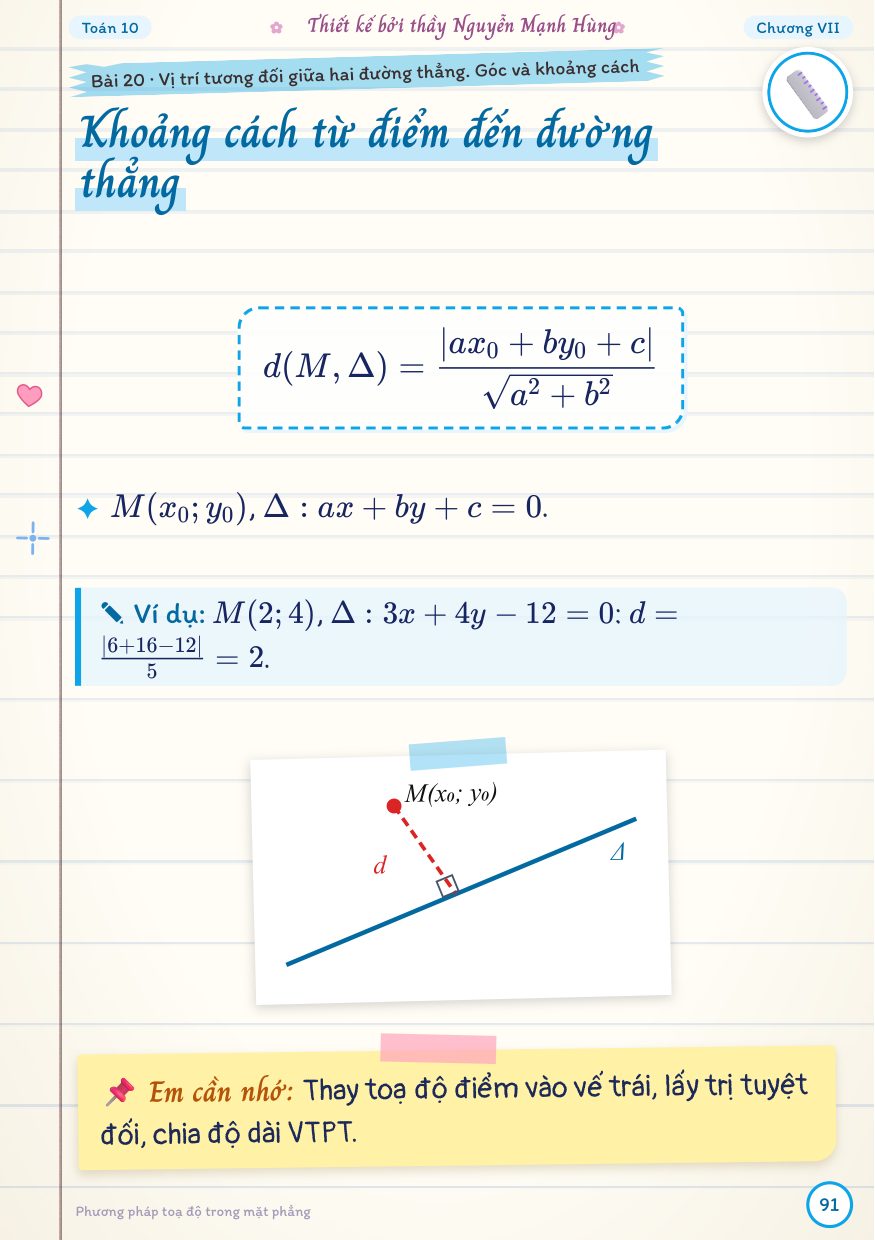 Toán 10
Thiết kế bởi thầy Nguyễn Mạnh Hùng
Chương VII
Bài 20 · Vị trí tương đối giữa hai đường thẳng. Góc và khoảng cách
Khoảng cách từ điểm đến đường
thẳng
d(M, Δ) = |ax₀ + by₀ + c| / √(a² + b²)
M(x₀; y₀), Δ : ax + by + c = 0.
Ví dụ: M(2; 4), Δ : 3x + 4y − 12 = 0: d =
|6+16−12| / 5 = 2.
M(x₀; y₀)
d
Δ
Em cần nhớ: Thay toạ độ điểm vào vế trái, lấy trị tuyệt
đối, chia độ dài VTPT.
Phương pháp toạ độ trong mặt phẳng
91